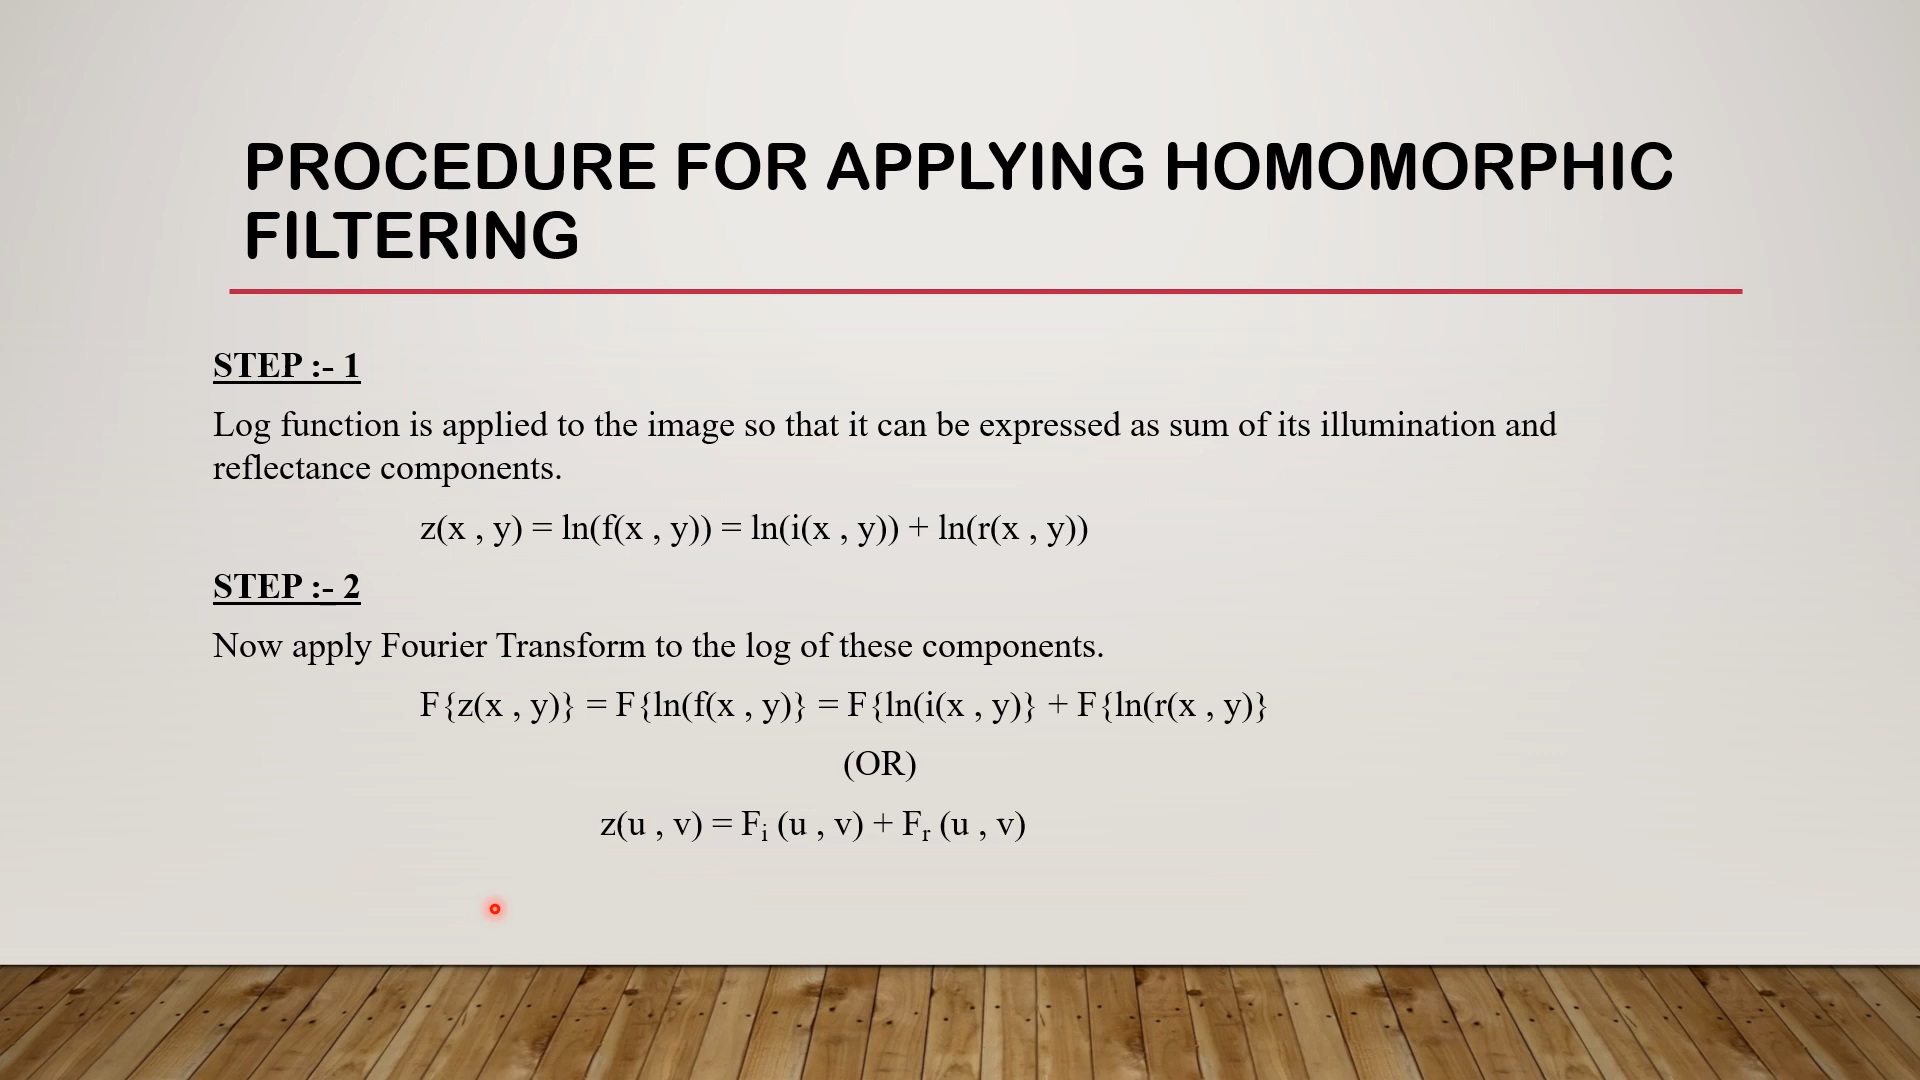 PROCEDURE FOR APPLYING HOMOMORPHIC
FILTERING
STEP :- 1
Log function is applied to the image so that it can be expressed as sum of its illumination and
reflectance components.
z(x , y) = ln(f(x , y)) = ln(i(x , y)) + ln(r(x , y))
STEP :- 2
Now apply Fourier Transform to the log of these components.
F{z(x , y)} = F{ln(f(x , y)} = F{ln(i(x , y)} + F{ln(r(x , y)}
(OR)
z(u , v) = Fᵢ (u , v) + Fᵣ (u , v)